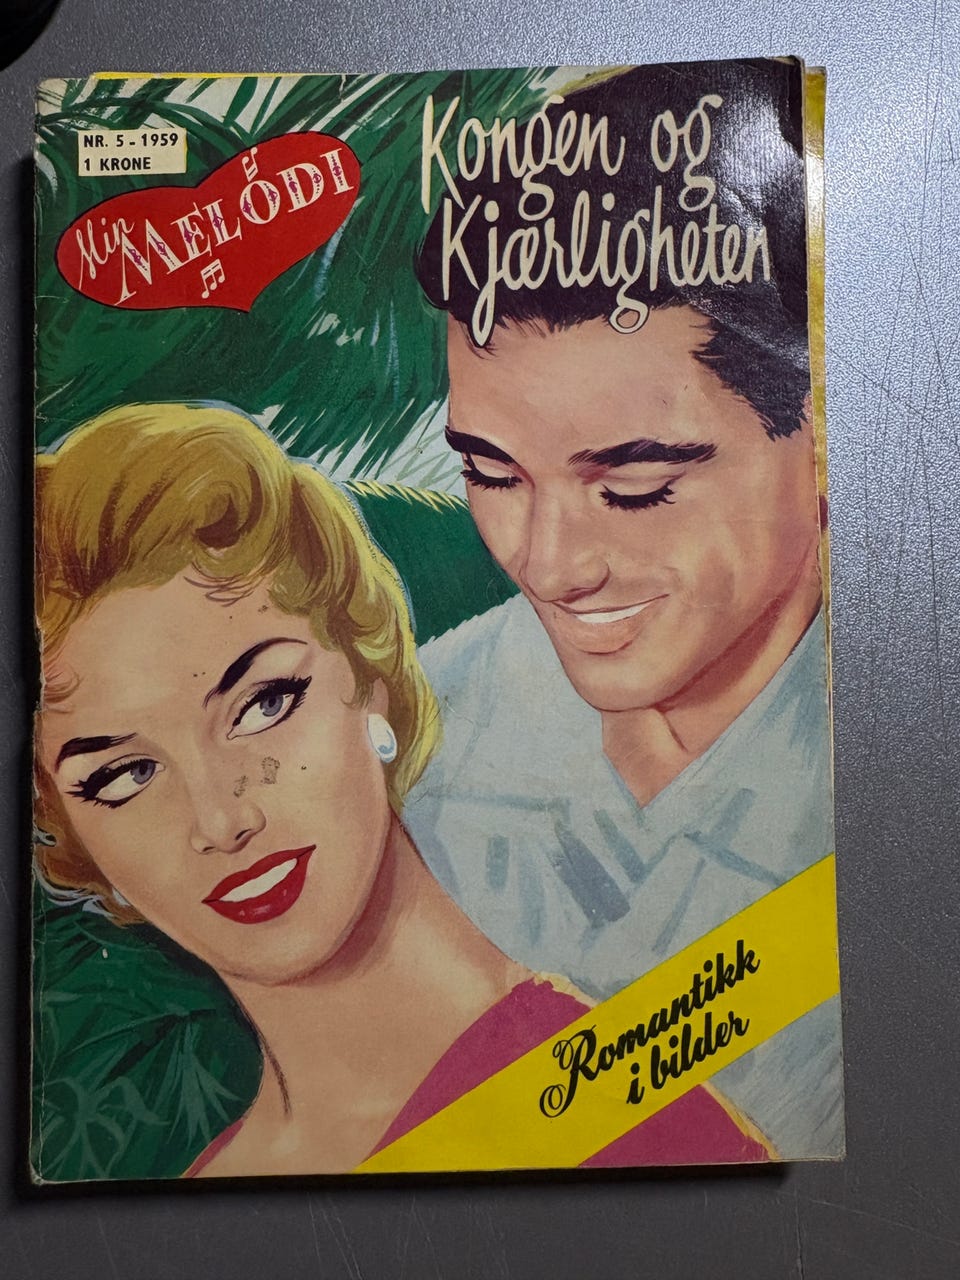 NR. 5 - 1959
1 KRONE
Min
MELODI
Kongen og
Kjærligheten
Romantikk
i bilder